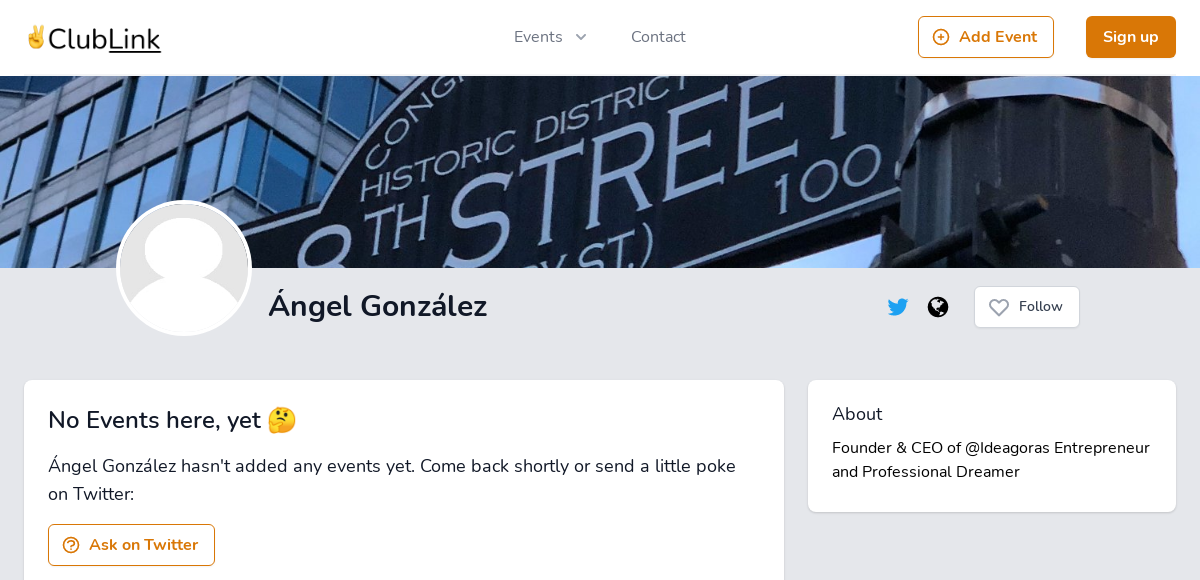 ✌️ClubLink
Events
Contact
Add Event
Sign up
HISTORIC DISTRICT
8TH STREET
100
Ángel González
Follow
No Events here, yet 🤔
Ángel González hasn't added any events yet. Come back shortly or send a little poke
on Twitter:
Ask on Twitter
About
Founder & CEO of @Ideagoras Entrepreneur
and Professional Dreamer